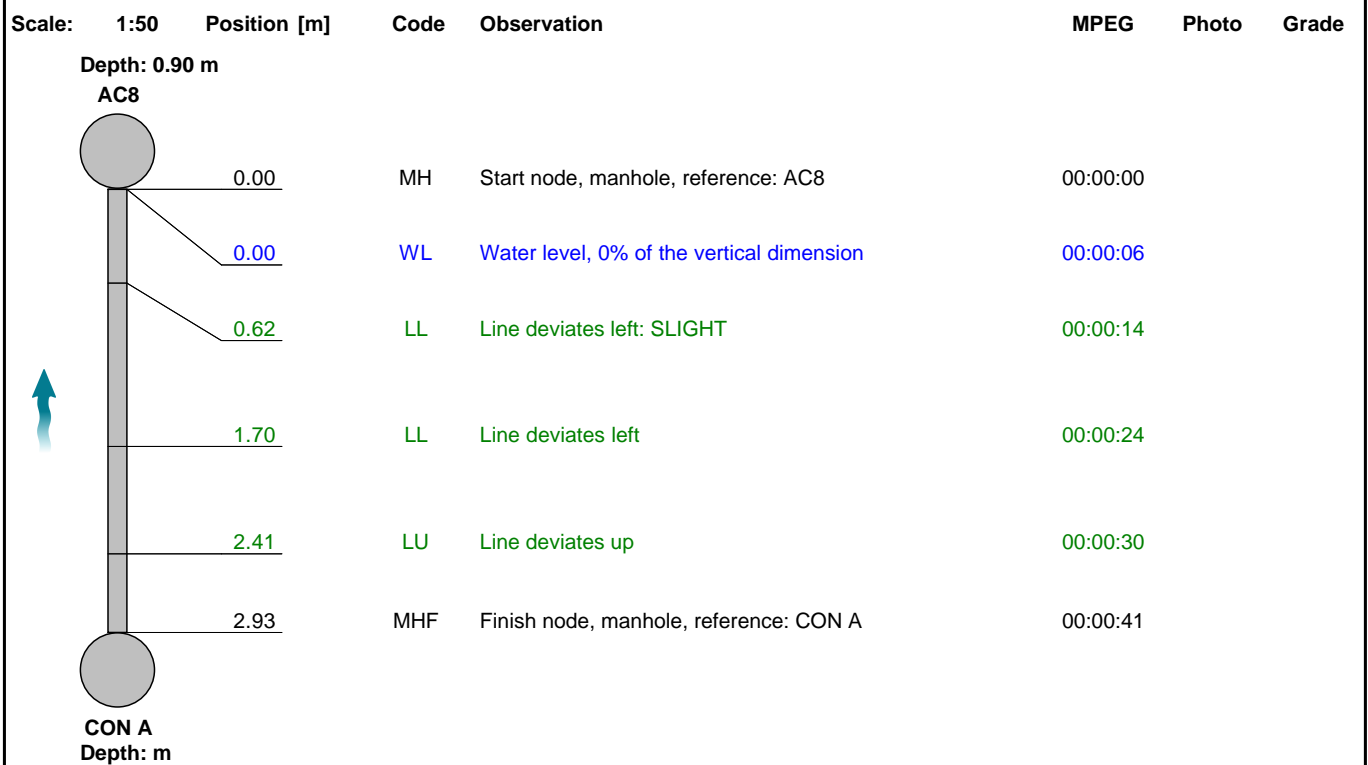 Scale: 1:50 Position [m] Code Observation MPEG Photo Grade
Depth: 0.90 m
AC8
0.00 MH Start node, manhole, reference: AC8 00:00:00
0.00 WL Water level, 0% of the vertical dimension 00:00:06
0.62 LL Line deviates left: SLIGHT 00:00:14
1.70 LL Line deviates left 00:00:24
2.41 LU Line deviates up 00:00:30
2.93 MHF Finish node, manhole, reference: CON A 00:00:41
CON A
Depth: m